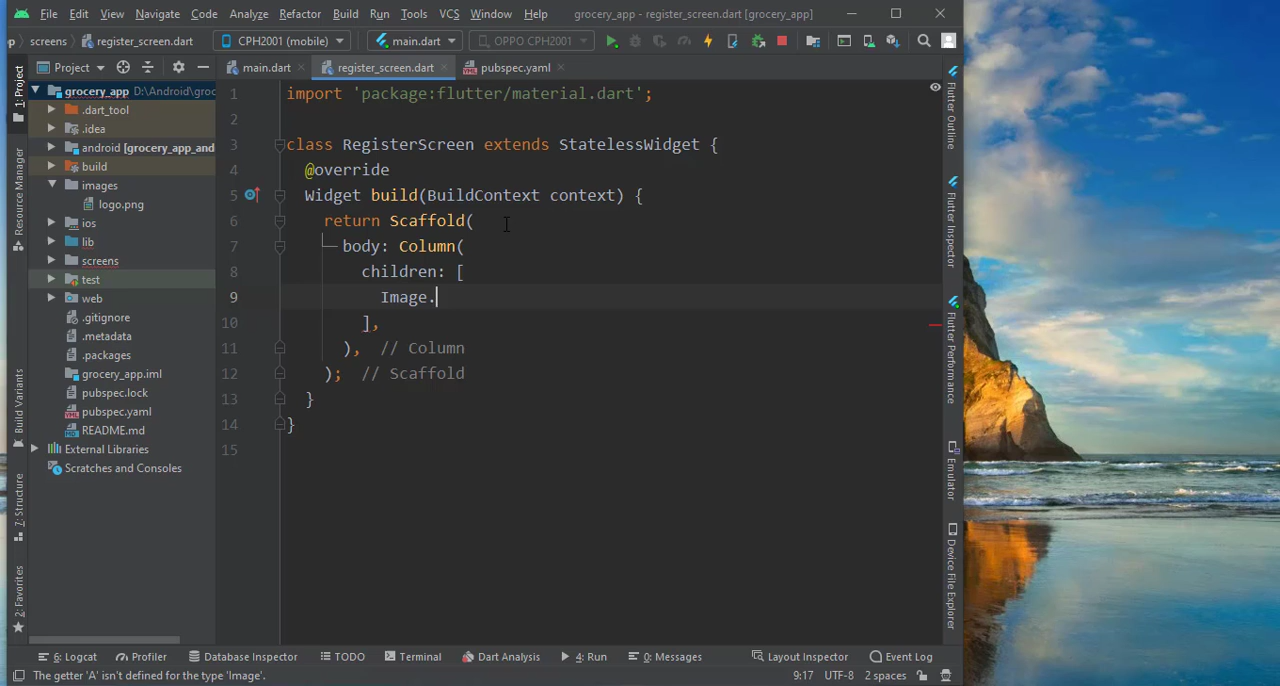 File Edit View Navigate Code Analyze Refactor Build Run Tools VCS Window Help grocery_app - register_screen.dart [grocery_app]
p screens register_screen.dart CPH2001 (mobile) main.dart OPPO CPH2001
Project main.dart register_screen.dart pubspec.yaml
1: Project
Resource Manager
Build Variants
7: Structure
2: Favorites
grocery_app D:\Android\groc
.dart_tool
.idea
android [grocery_app_and
build
images
logo.png
ios
lib
screens
test
web
.gitignore
.metadata
.packages
grocery_app.iml
pubspec.lock
pubspec.yaml
README.md
External Libraries
Scratches and Consoles
1 import 'package:flutter/material.dart';
2
3 class RegisterScreen extends StatelessWidget {
4 @override
5 Widget build(BuildContext context) {
6 return Scaffold(
7 body: Column(
8 children: [
9 Image.
10 ],
11 ), // Column
12 ); // Scaffold
13 }
14 }
15
Flutter Outline
Flutter Inspector
Flutter Performance
Emulator
Device File Explorer
6: Logcat Profiler Database Inspector TODO Terminal Dart Analysis 4: Run 0: Messages Layout Inspector Event Log
The getter 'A' isn't defined for the type 'Image'. 9:17 UTF-8 2 spaces